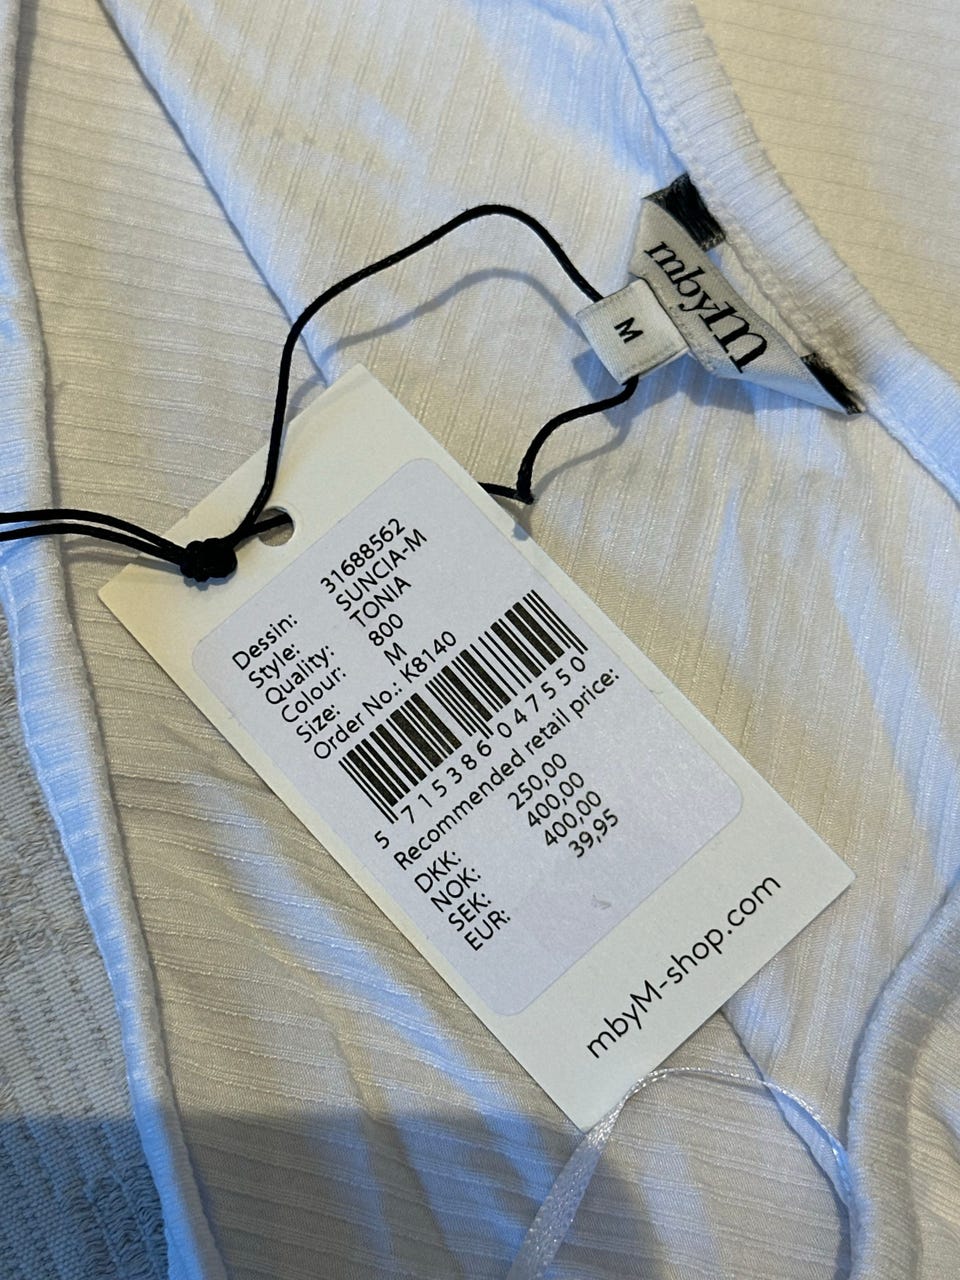 mbyM
M
Dessin: 31688562
Style: SUNCIA-M
Quality: TONIA
Colour: 800
Size: M
Order No.: K8140
5 715386 047550
Recommended retail price:
DKK: 250,00
NOK: 400,00
SEK: 400,00
EUR: 39,95
mbyM-shop.com